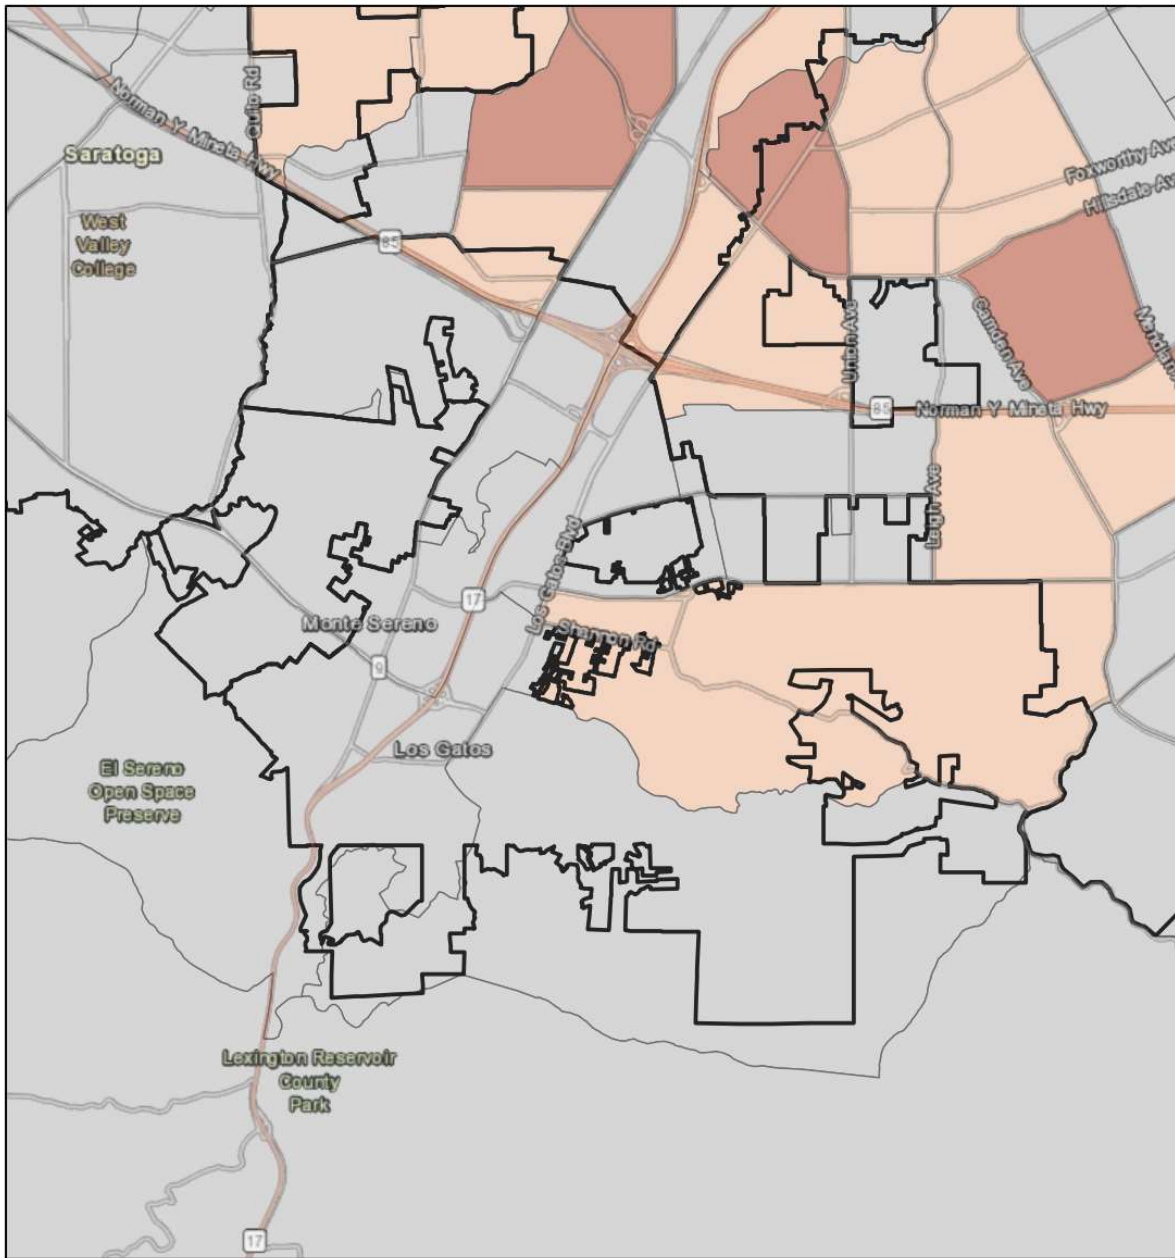 Norman Y Mineta Hwy
Quito Rd
Saratoga
West
Valley
College
85
Foxworthy Ave
Hillsdale Av
Union Ave
Camden Ave
Meridian
85
Norman Y Mineta Hwy
Leigh Ave
Los Gatos Blvd
17
Monte Sereno
Shannon Rd
9
Los Gatos
El Sereno
Open Space
Preserve
Lexington Reservoir
County
Park
17